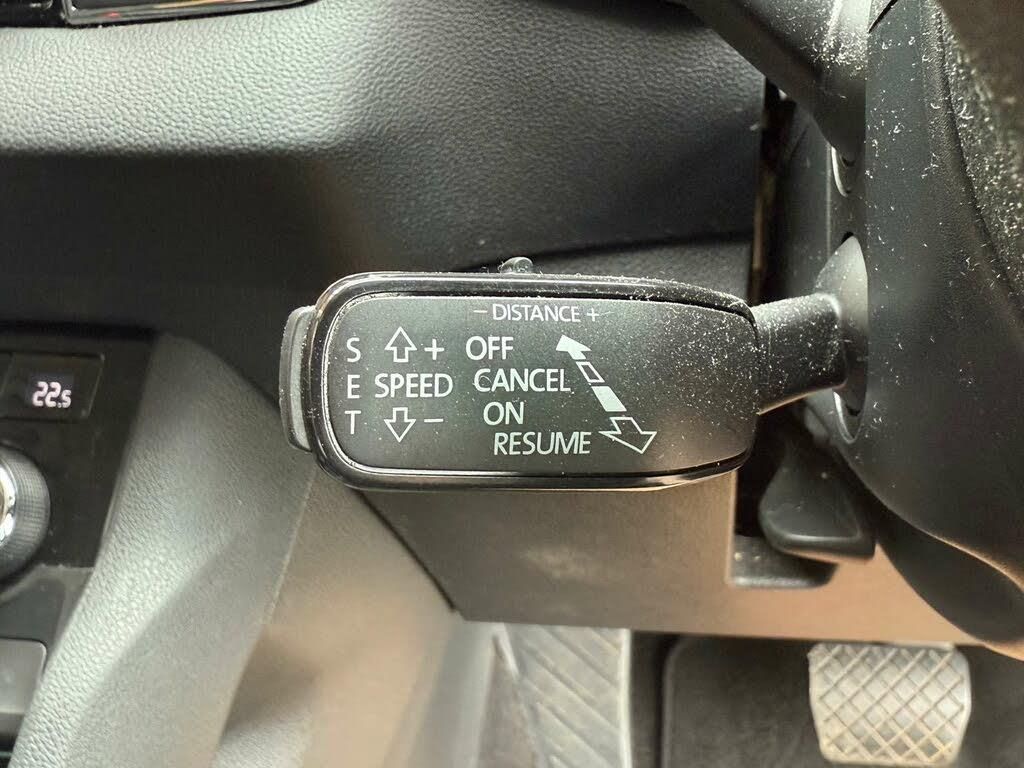 – DISTANCE +
S + OFF
E SPEED CANCEL
T – ON
RESUME
22.5